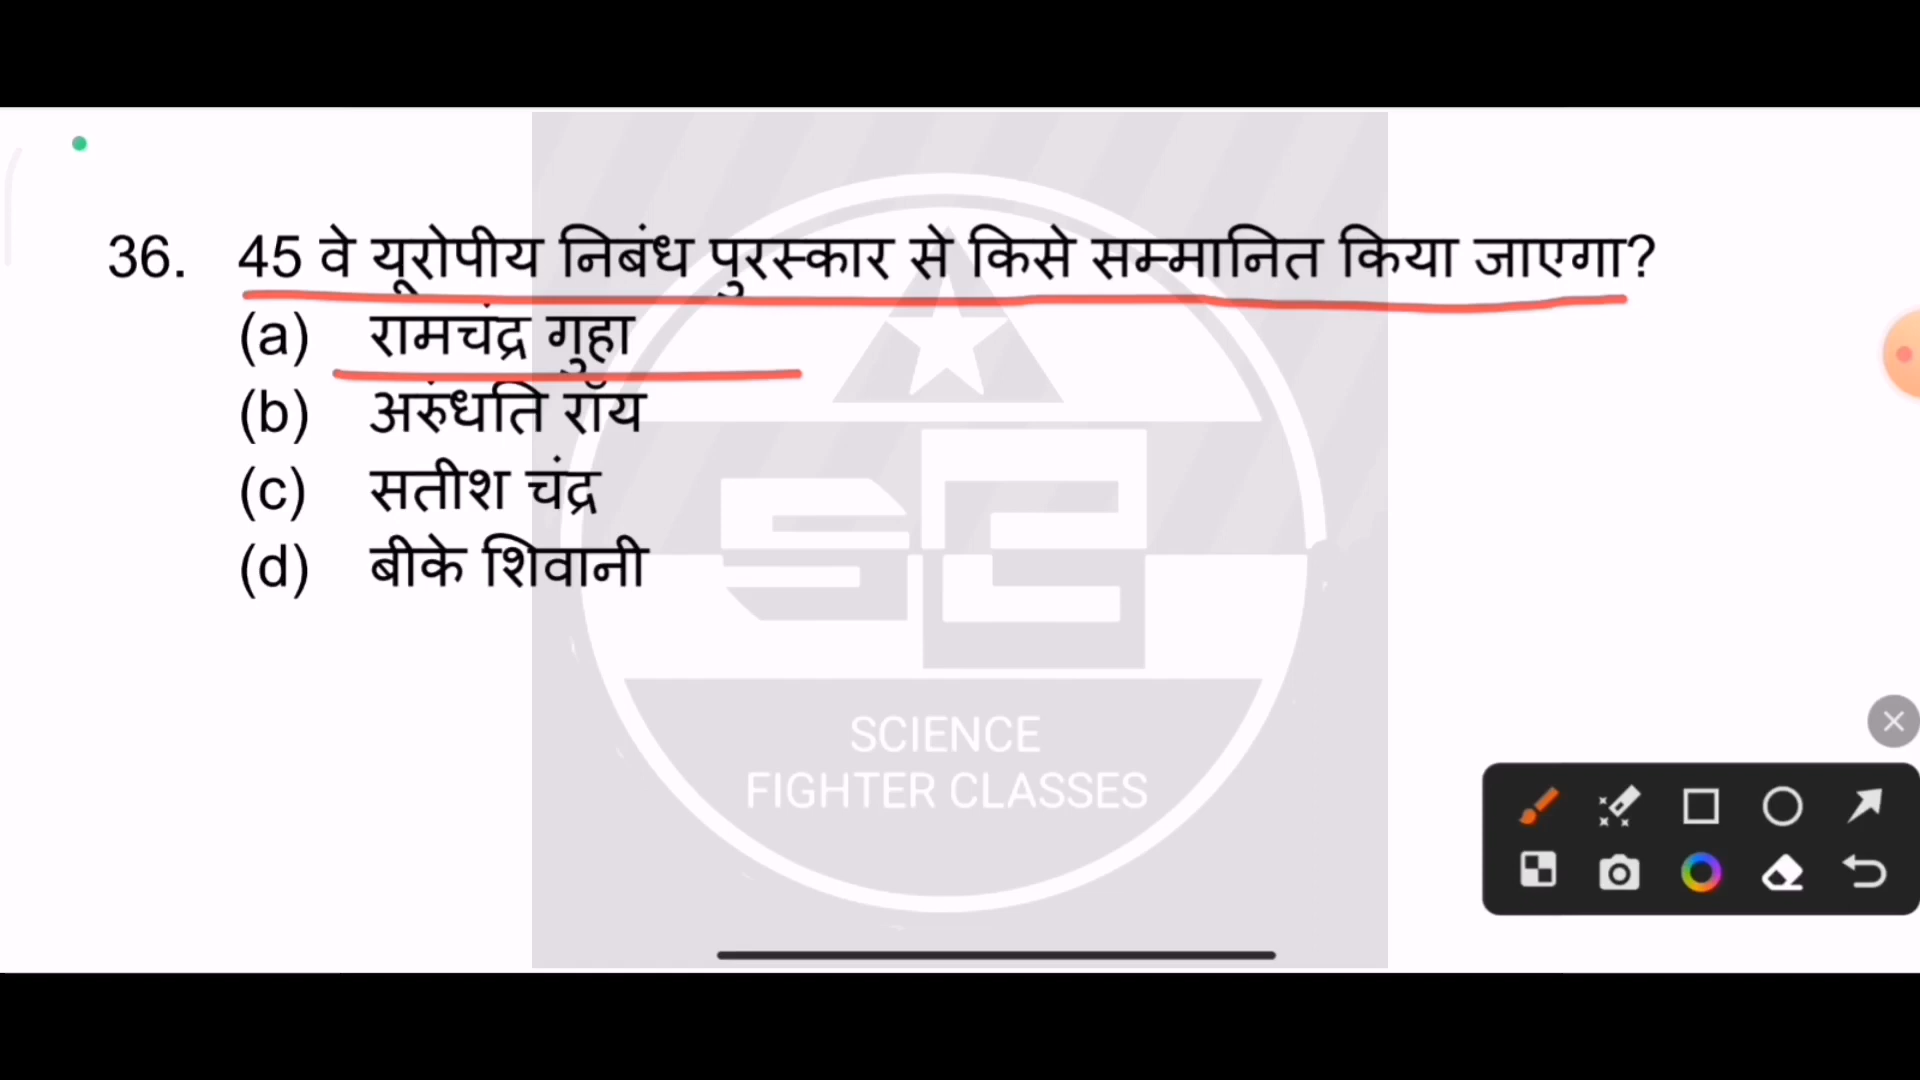 36. 45 वे यूरोपीय निबंध पुरस्कार से किसे सम्मानित किया जाएगा?
(a) रामचंद्र गुहा
(b) अरुंधति रॉय
(c) सतीश चंद्र
(d) बीके शिवानी
SCIENCE
FIGHTER CLASSES